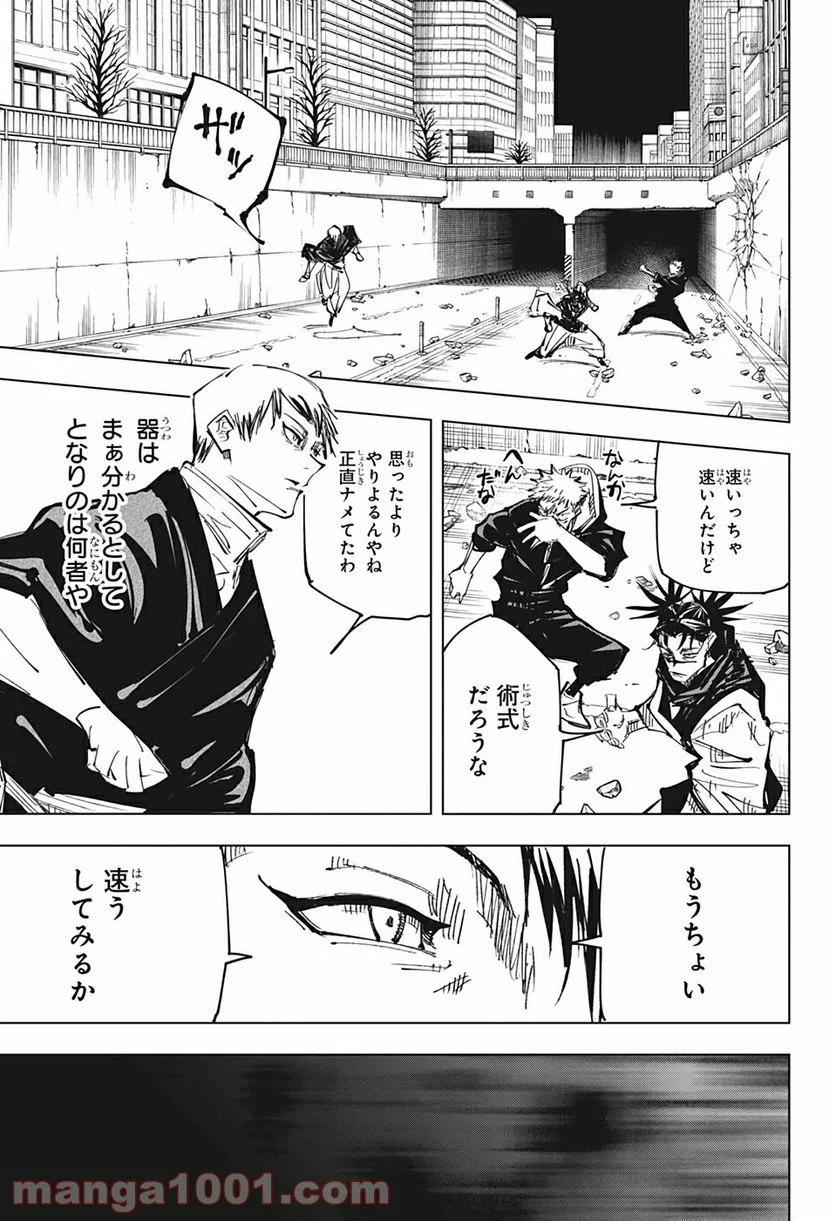 ザッ
速いっちゃ
速いんだけど
なんか
へん
だな
術式
だろうな
思ったより
やりよるんやね
正直ナメてたわ
器は
まぁ分かるとして
となりのは何者や
もうちょい
速う
してみるか
manga1001.com